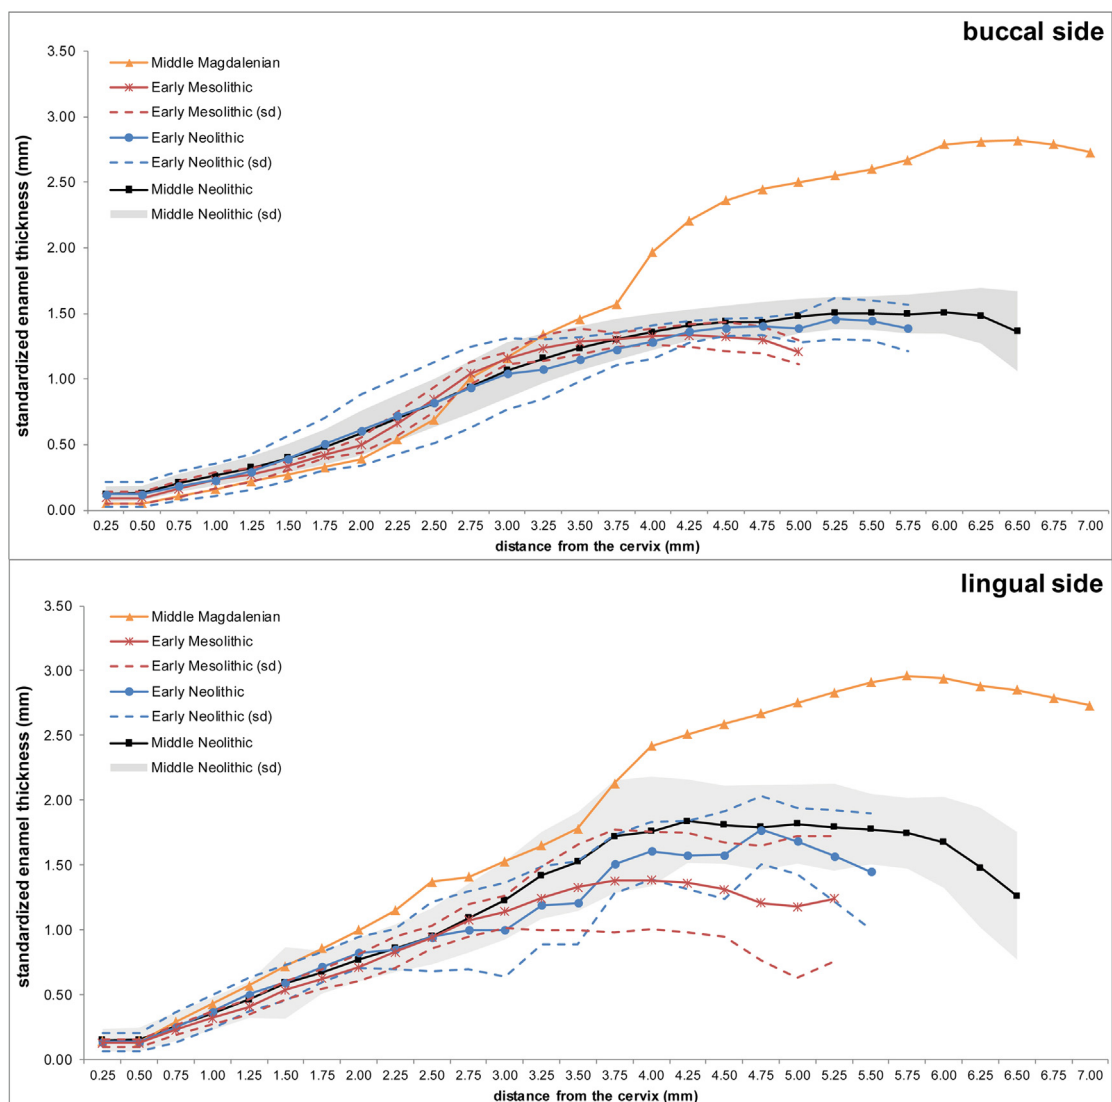 buccal side
3.50
Middle Magdalenian
Early Mesolithic
3.00
Early Mesolithic (sd)
Early Neolithic
2.50
Early Neolithic (sd)
Middle Neolithic
Middle Neolithic (sd)
2.00
1.50
1.00
0.50
0.00
standardized enamel thickness (mm)
0.25 0.50 0.75 1.00 1.25 1.50 1.75 2.00 2.25 2.50 2.75 3.00 3.25 3.50 3.75 4.00 4.25 4.50 4.75 5.00 5.25 5.50 5.75 6.00 6.25 6.50 6.75 7.00
distance from the cervix (mm)
lingual side
3.50
Middle Magdalenian
Early Mesolithic
3.00
Early Mesolithic (sd)
Early Neolithic
2.50
Early Neolithic (sd)
Middle Neolithic
Middle Neolithic (sd)
2.00
1.50
1.00
0.50
0.00
standardized enamel thickness (mm)
0.25 0.50 0.75 1.00 1.25 1.50 1.75 2.00 2.25 2.50 2.75 3.00 3.25 3.50 3.75 4.00 4.25 4.50 4.75 5.00 5.25 5.50 5.75 6.00 6.25 6.50 6.75 7.00
distance from the cervix (mm)